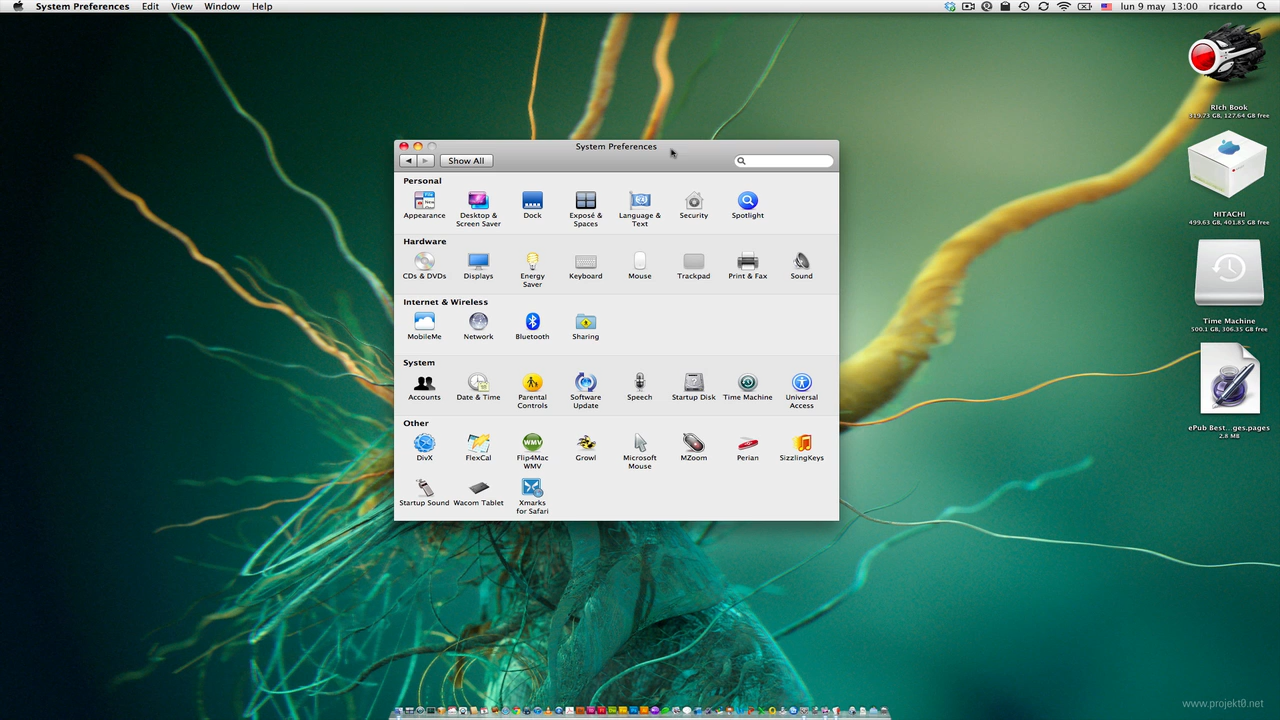 System Preferences Edit View Window Help
lun 9 may 13:00 ricardo
System Preferences
Show All
Personal
Appearance
Desktop &
Screen Saver
Dock
Exposé &
Spaces
Language &
Text
Security
Spotlight
Hardware
CDs & DVDs
Displays
Energy
Saver
Keyboard
Mouse
Trackpad
Print & Fax
Sound
Internet & Wireless
MobileMe
Network
Bluetooth
Sharing
System
Accounts
Date & Time
Parental
Controls
Software
Update
Speech
Startup Disk
Time Machine
Universal
Access
Other
DivX
FlexCal
WMV
Flip4Mac
WMV
Growl
Microsoft
Mouse
MZoom
Perian
SizzlingKeys
Startup Sound
Wacom Tablet
Xmarks
for Safari
RIch Book
319.73 GB, 127.64 GB free
HITACHI
499.63 GB, 401.85 GB free
Time Machine
500.1 GB, 306.35 GB free
ePub Best...ges.pages
2.8 MB
www.projekt0.net